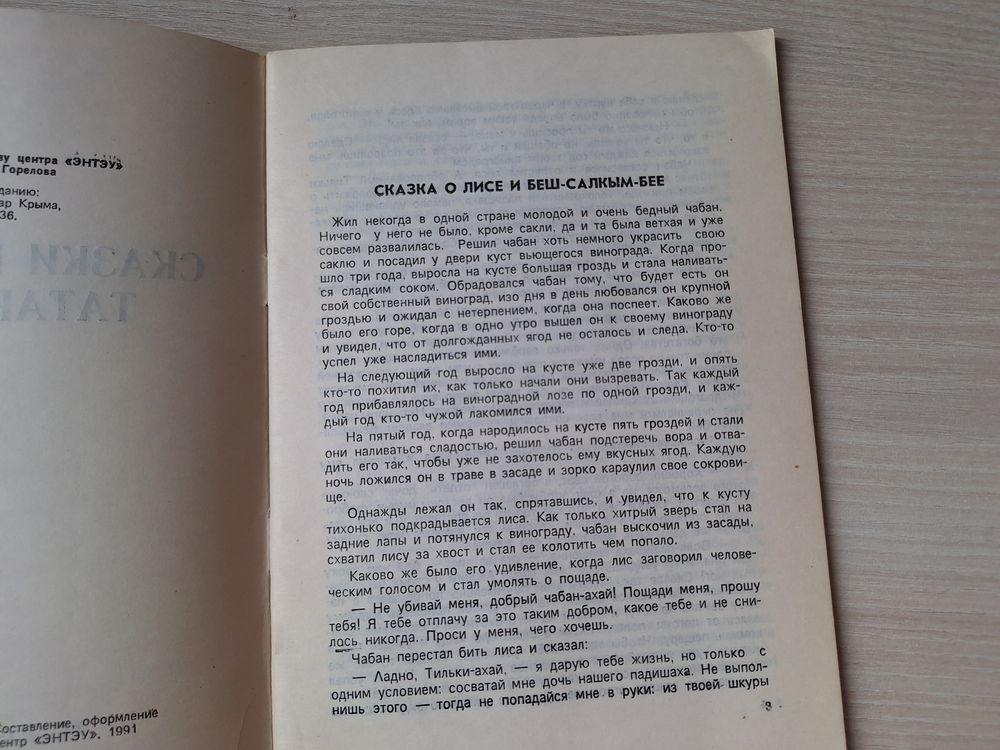 ву центра «ЭНТЭУ»
Горелова
данию:
ар Крыма,
36.
СКАЗКИ
ТАТА
оставление, оформление
ентр «ЭНТЭУ». 1991
СКАЗКА О ЛИСЕ И БЕШ-САЛКЫМ-БЕЕ
Жил некогда в одной стране молодой и очень бедный чабан.
Ничего у него не было, кроме сакли, да и та была ветхая и уже
совсем развалилась. Решил чабан хоть немного украсить свою
саклю и посадил у двери куст вьющегося винограда. Когда про-
шло три года, выросла на кусте большая гроздь и стала наливать-
ся сладким соком. Обрадовался чабан тому, что будет есть он
свой собственный виноград, изо дня в день любовался он крупной
гроздью и ожидал с нетерпением, когда она поспеет. Каково же
было его горе, когда в одно утро вышел он к своему винограду
и увидел, что от долгожданных ягод не осталось и следа. Кто-то
успел уже насладиться ими.
На следующий год выросло на кусте уже две грозди, и опять
кто-то похитил их, как только начали они вызревать. Так каждый
год прибавлялось на виноградной лозе по одной грозди, и каж-
дый год кто-то чужой лакомился ими.
На пятый год, когда народилось на кусте пять гроздей и стали
они наливаться сладостью, решил чабан подстеречь вора и отва-
дить его так, чтобы уже не захотелось ему вкусных ягод. Каждую
ночь ложился он в траве в засаде и зорко караулил свое сокрови-
ще.
Однажды лежал он так, спрятавшись, и увидел, что к кусту
тихонько подкрадывается лиса. Как только хитрый зверь стал на
задние лапы и потянулся к винограду, чабан выскочил из засады,
схватил лису за хвост и стал ее колотить чем попало.
Каково же было его удивление, когда лис заговорил челове-
ческим голосом и стал умолять о пощаде.
— Не убивай меня, добрый чабан-ахай! Пощади меня, прошу
тебя! Я тебе отплачу за это таким добром, какое тебе и не сни-
лось никогда. Проси у меня, чего хочешь.
Чабан перестал бить лиса и сказал:
— Ладно, Тильки-ахай, — я дарую тебе жизнь, но только с
одним условием: сосватай мне дочь нашего падишаха. Не выпол-
нишь этого — тогда не попадайся мне в руки: из твоей шкуры
3